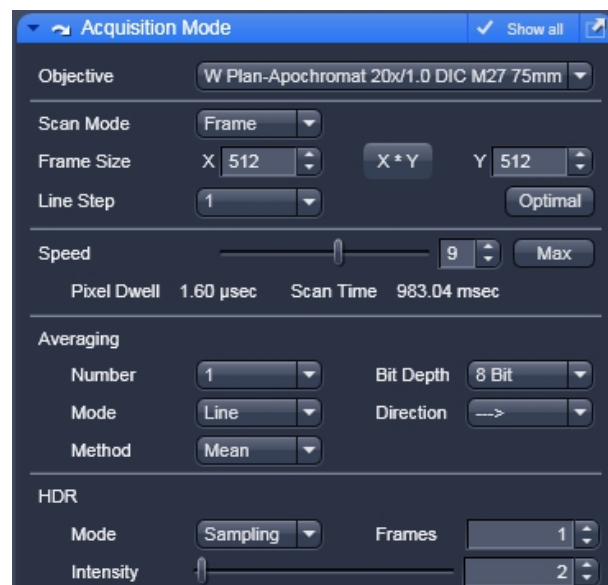 Acquisition Mode Show all
Objective W Plan-Apochromat 20x/1.0 DIC M27 75mm
Scan Mode Frame
Frame Size X 512 X * Y Y 512
Line Step 1 Optimal
Speed 9 Max
Pixel Dwell 1.60 µsec Scan Time 983.04 msec
Averaging
Number 1 Bit Depth 8 Bit
Mode Line Direction --->
Method Mean
HDR
Mode Sampling Frames 1
Intensity 2